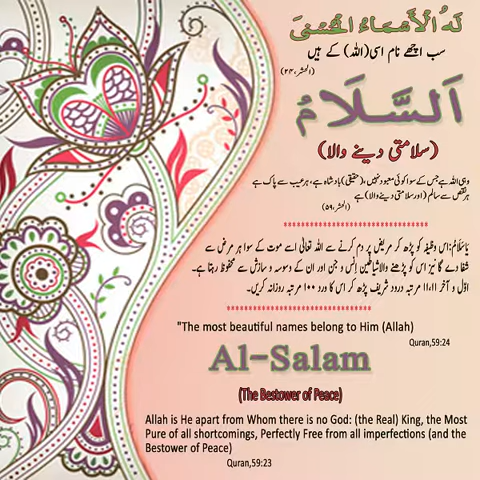 لَهُ الْأَسْمَاءُ الْحُسْنَى
سب اچھے نام اسی (اللہ) کے ہیں
(الحشر،۲۴)
اَلسَّلَامُ
(سلامتی دینے والا)
وہی اللہ ہے جس کے سوا کوئی معبود نہیں، (حقیقی) بادشاہ ہے، ہر عیب سے پاک ہے
ہر نقص سے سالم (اور سلامتی دینے والا) ہے
(الحشر،۵۹)
یَاسَلَامُ: اس وظیفہ کو پڑھ کر مریض پر دم کرنے سے اللہ تعالی اسے موت کے سوا ہر مرض سے
شفا دے گا نیز اس کو پڑھنے والا شیاطین اِنس و جن اور ان کے وسوسہ و سازش سے محفوظ رہتا ہے۔
اوّل و آخر ۱۱،۱۱ مرتبہ درود شریف پڑھ کر اس کا ورد ۱۰۰ مرتبہ روزانہ کریں۔
"The most beautiful names belong to Him (Allah)
Quran,59:24
Al-Salam
(The Bestower of Peace)
Allah is He apart from Whom there is no God: (the Real) King, the Most
Pure of all shortcomings, Perfectly Free from all imperfections (and the
Bestower of Peace)
Quran,59:23